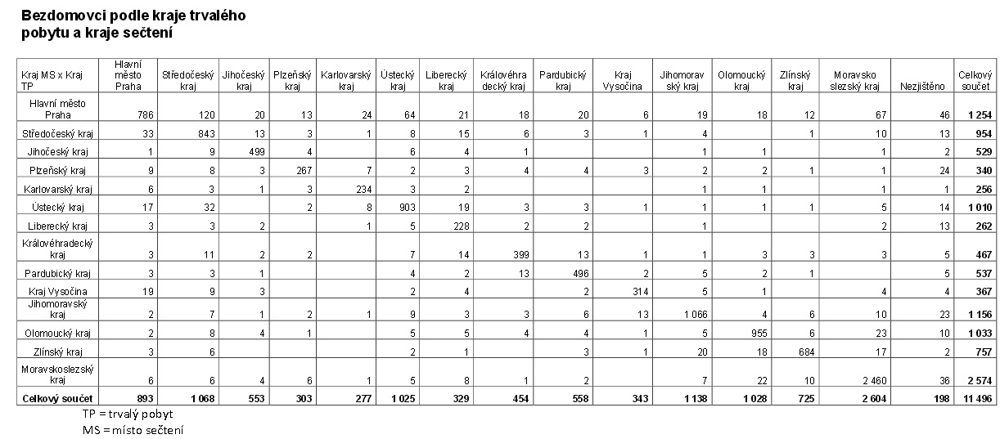 Bezdomovci podle kraje trvalého
pobytu a kraje sečtení
Kraj MS x Kraj TP Hlavní město Praha Středočeský kraj Jihočeský kraj Plzeňský kraj Karlovarský kraj Ústecký kraj Liberecký kraj Královéhra decký kraj Pardubický kraj Kraj Vysočina Jihomorav ský kraj Olomoucký kraj Zlínský kraj Moravsko slezský kraj Nezjištěno Celkový součet
Hlavní město Praha 786 120 20 13 24 64 21 18 20 6 19 18 12 67 46 1 254
Středočeský kraj 33 843 13 3 1 8 15 6 3 1 4 1 10 13 954
Jihočeský kraj 1 9 499 4 6 4 1 1 1 1 2 529
Plzeňský kraj 9 8 3 267 7 2 3 4 4 3 2 2 1 1 24 340
Karlovarský kraj 6 3 1 3 234 3 2 1 1 1 1 256
Ústecký kraj 17 32 2 8 903 19 3 3 1 1 1 1 5 14 1 010
Liberecký kraj 3 3 2 1 5 228 2 2 1 2 13 262
Královéhradecký kraj 3 11 2 2 7 14 399 13 1 1 3 3 3 5 467
Pardubický kraj 3 3 1 4 2 13 496 2 5 2 1 5 537
Kraj Vysočina 19 9 3 2 4 2 314 5 1 4 4 367
Jihomoravský kraj 2 7 1 2 1 9 3 3 6 13 1 066 4 6 10 23 1 156
Olomoucký kraj 2 8 4 1 5 5 4 4 1 5 955 6 23 10 1 033
Zlínský kraj 3 6 2 1 3 1 20 18 684 17 2 757
Moravskoslezský kraj 6 6 4 6 1 5 8 1 2 7 22 10 2 460 36 2 574
Celkový součet 893 1 068 553 303 277 1 025 329 454 558 343 1 138 1 028 725 2 604 198 11 496
TP = trvalý pobyt
MS = místo sečtení